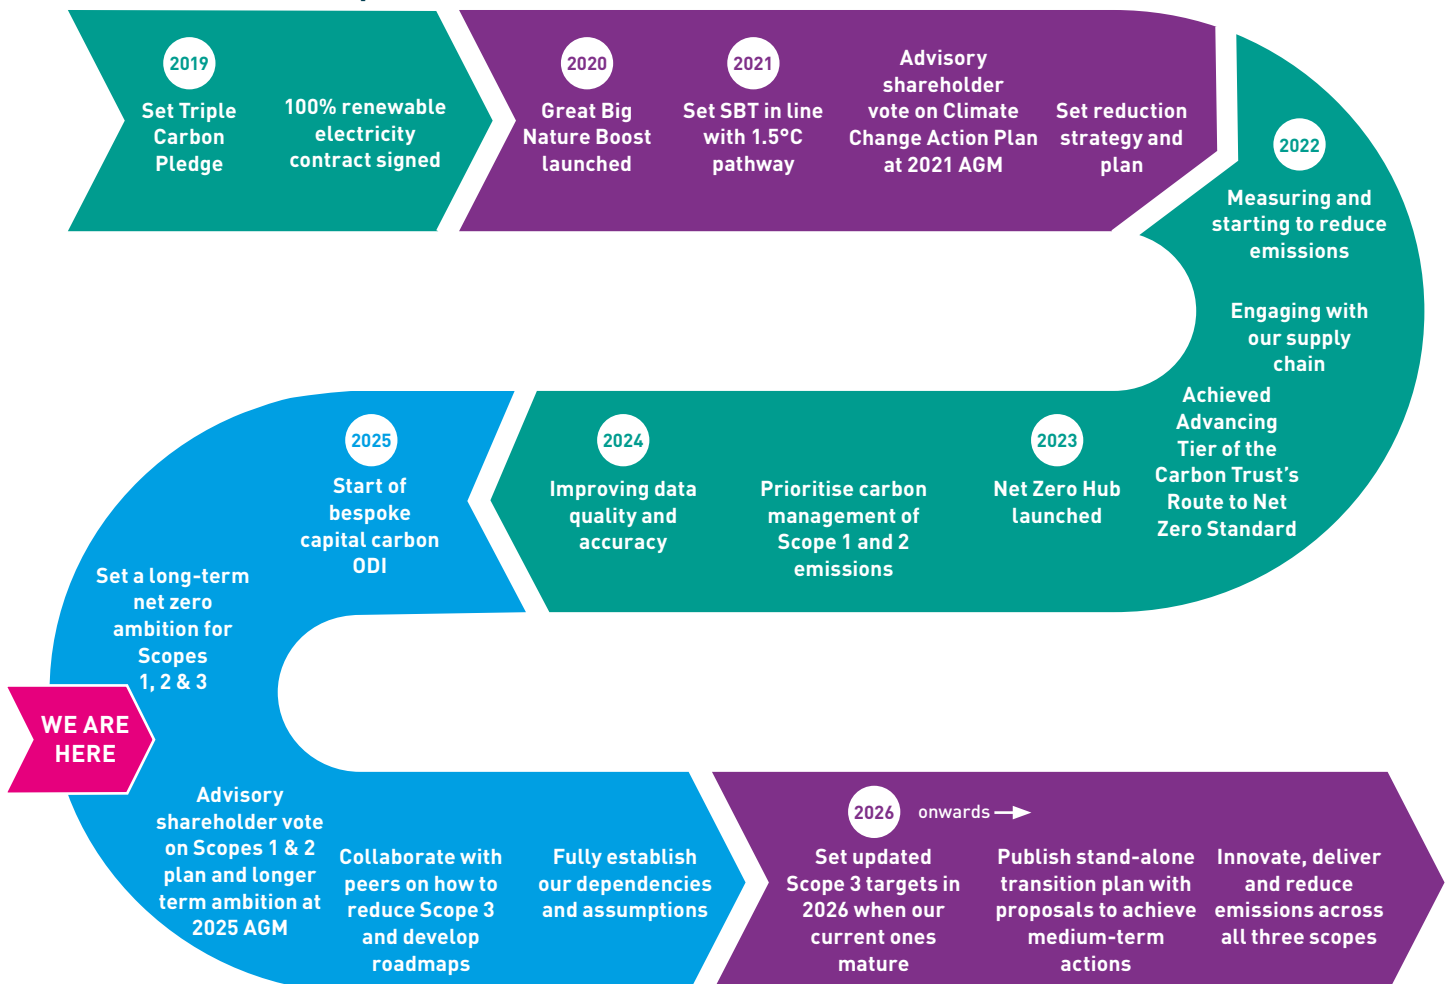 2019
Set Triple
Carbon
Pledge
100% renewable
electricity
contract signed
2020
Great Big
Nature Boost
launched
2021
Set SBT in line
with 1.5°C
pathway
Advisory
shareholder
vote on Climate
Change Action Plan
at 2021 AGM
Set reduction
strategy and
plan
2022
Measuring and
starting to reduce
emissions
Engaging with
our supply
chain
Achieved
Advancing
Tier of the
Carbon Trust's
Route to Net
Zero Standard
2023
Net Zero Hub
launched
Prioritise carbon
management of
Scope 1 and 2
emissions
2024
Improving data
quality and
accuracy
2025
Start of
bespoke
capital carbon
ODI
Set a long-term
net zero
ambition for
Scopes
1, 2 & 3
WE ARE
HERE
Advisory
shareholder vote
on Scopes 1 & 2
plan and longer
term ambition at
2025 AGM
Collaborate with
peers on how to
reduce Scope 3
and develop
roadmaps
Fully establish
our dependencies
and assumptions
2026 onwards
Set updated
Scope 3 targets in
2026 when our
current ones
mature
Publish stand-alone
transition plan with
proposals to achieve
medium-term
actions
Innovate, deliver
and reduce
emissions across
all three scopes